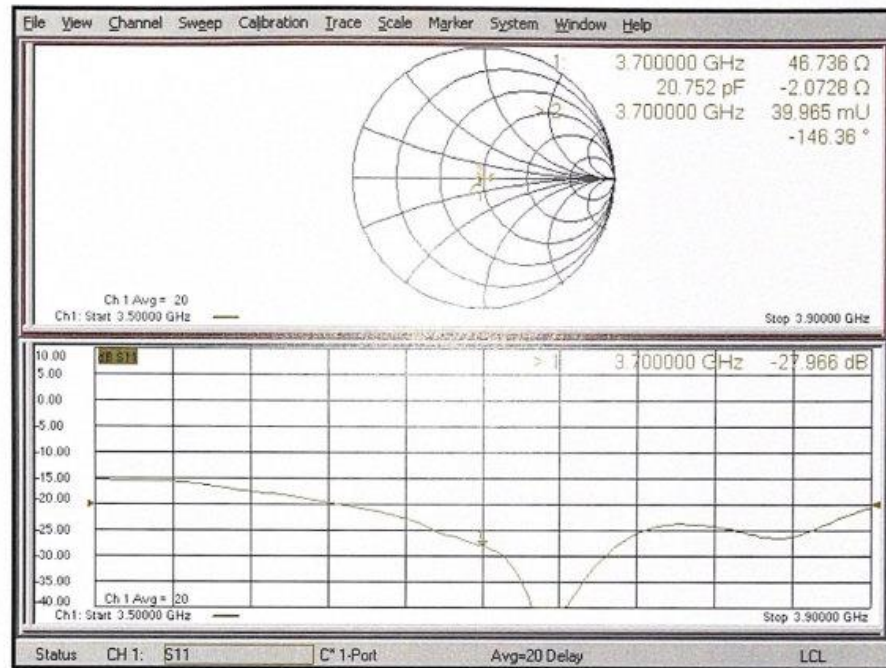 File View Channel Sweep Calibration Trace Scale Marker System Window Help
1: 3.700000 GHz 46.736 Ω
20.752 pF -2.0728 Ω
> 2: 3.700000 GHz 39.965 mU
-146.36 °
Ch 1 Avg = 20
Ch1: Start 3.50000 GHz
Stop 3.90000 GHz
10.00
dB S11
> 1: 3.700000 GHz -27.966 dB
5.00
0.00
-5.00
-10.00
-15.00
-20.00
-25.00
-30.00
-35.00
-40.00
Ch 1 Avg = 20
Ch1: Start 3.50000 GHz
Stop 3.90000 GHz
Status CH 1: S11 C* 1-Port Avg=20 Delay LCL